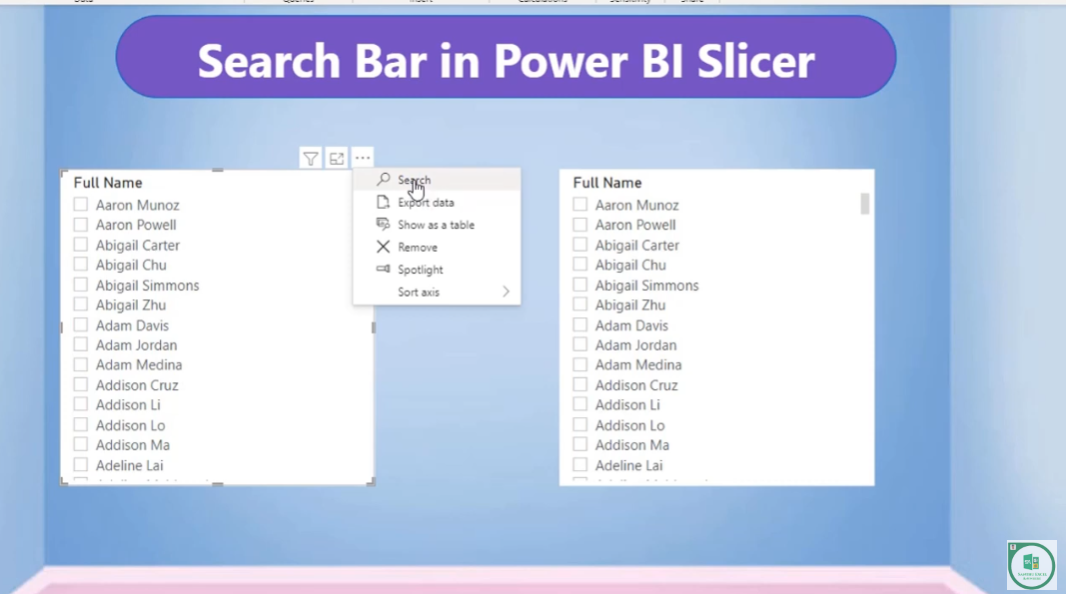 Search Bar in Power BI Slicer
Full Name
Aaron Munoz
Aaron Powell
Abigail Carter
Abigail Chu
Abigail Simmons
Abigail Zhu
Adam Davis
Adam Jordan
Adam Medina
Addison Cruz
Addison Li
Addison Lo
Addison Ma
Adeline Lai
Search
Export data
Show as a table
Remove
Spotlight
Sort axis
Full Name
Aaron Munoz
Aaron Powell
Abigail Carter
Abigail Chu
Abigail Simmons
Abigail Zhu
Adam Davis
Adam Jordan
Adam Medina
Addison Cruz
Addison Li
Addison Lo
Addison Ma
Adeline Lai